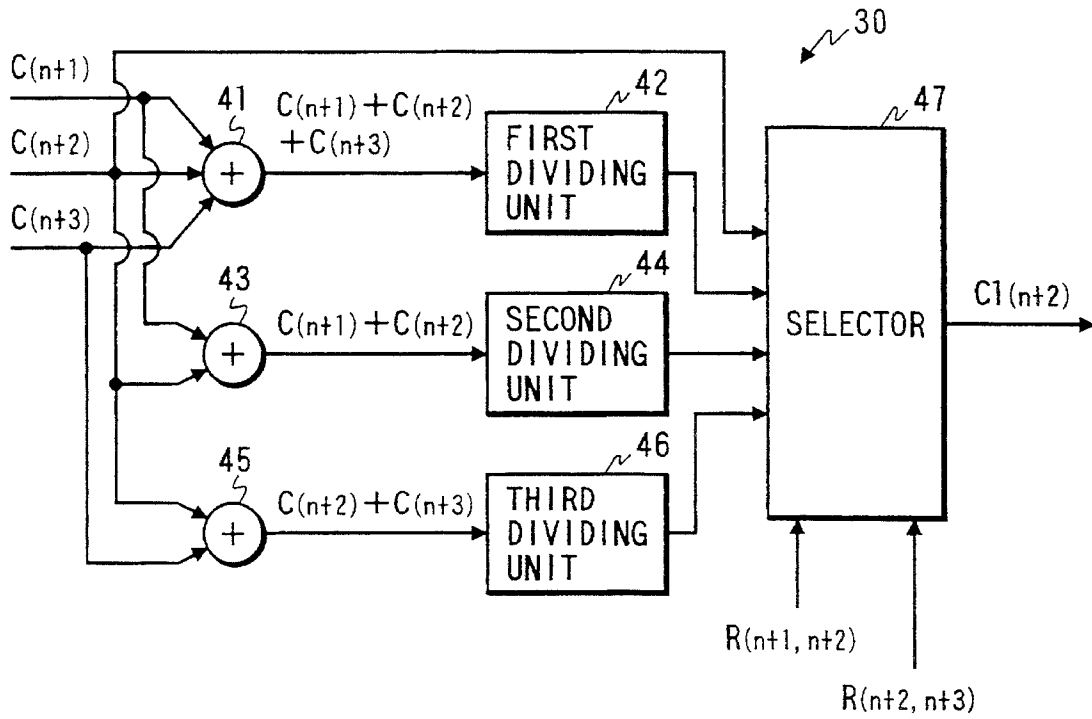 30
C(n+1)
41
C(n+1)+C(n+2)
+C(n+3)
42
47
C(n+2)
FIRST
DIVIDING
UNIT
C(n+3)
43
C(n+1)+C(n+2)
44
SECOND
DIVIDING
UNIT
SELECTOR
C1(n+2)
45
C(n+2)+C(n+3)
46
THIRD
DIVIDING
UNIT
R(n+1, n+2)
R(n+2, n+3)
+
+
+